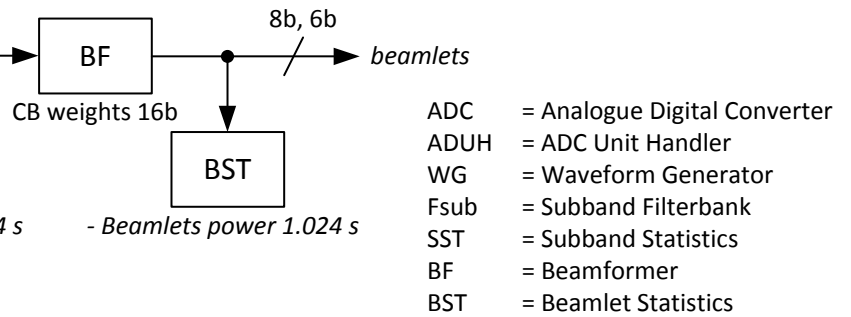 8b, 6b
BF
beamlets
CB weights 16b
BST
4 s
- Beamlets power 1.024 s
ADC = Analogue Digital Converter
ADUH = ADC Unit Handler
WG = Waveform Generator
Fsub = Subband Filterbank
SST = Subband Statistics
BF = Beamformer
BST = Beamlet Statistics